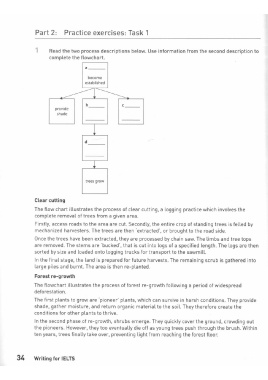 Part 2: Practice exercises: Task 1
1 Read the two process descriptions below. Use information from the second description to
complete the flowchart.
a
become
established
provide
shade
b
c
d
trees grow
Clear cutting
The flow chart illustrates the process of clear cutting, a logging practice which involves the
complete removal of trees from a given area.
Firstly, access roads to the area are cut. Secondly, the entire crop of standing trees is felled by
mechanized harvesters. The trees are then 'extracted', or brought to the road side.
Once the trees have been extracted, they are processed by chain saw. The limbs and tree tops
are removed. The stems are 'bucked', that is cut into logs of a specified length. The logs are then
sorted by size and loaded onto logging trucks for transport to the sawmill.
In the final stage, the land is prepared for future harvests. The remaining scrub is gathered into
large piles and burnt. The area is then re-planted.
Forest re-growth
The flowchart illustrates the process of forest re-growth following a period of widespread
deforestation.
The first plants to grow are 'pioneer' plants, which can survive in harsh conditions. They provide
shade, gather moisture, and return organic material to the soil. They therefore create the
conditions for other plants to thrive.
In the second phase of re-growth, shrubs emerge. They quickly cover the ground, crowding out
the pioneers. However, they too eventually die off as young trees push through the brush. Within
ten years, trees finally take over, preventing light from reaching the forest floor.
34 Writing for IELTS